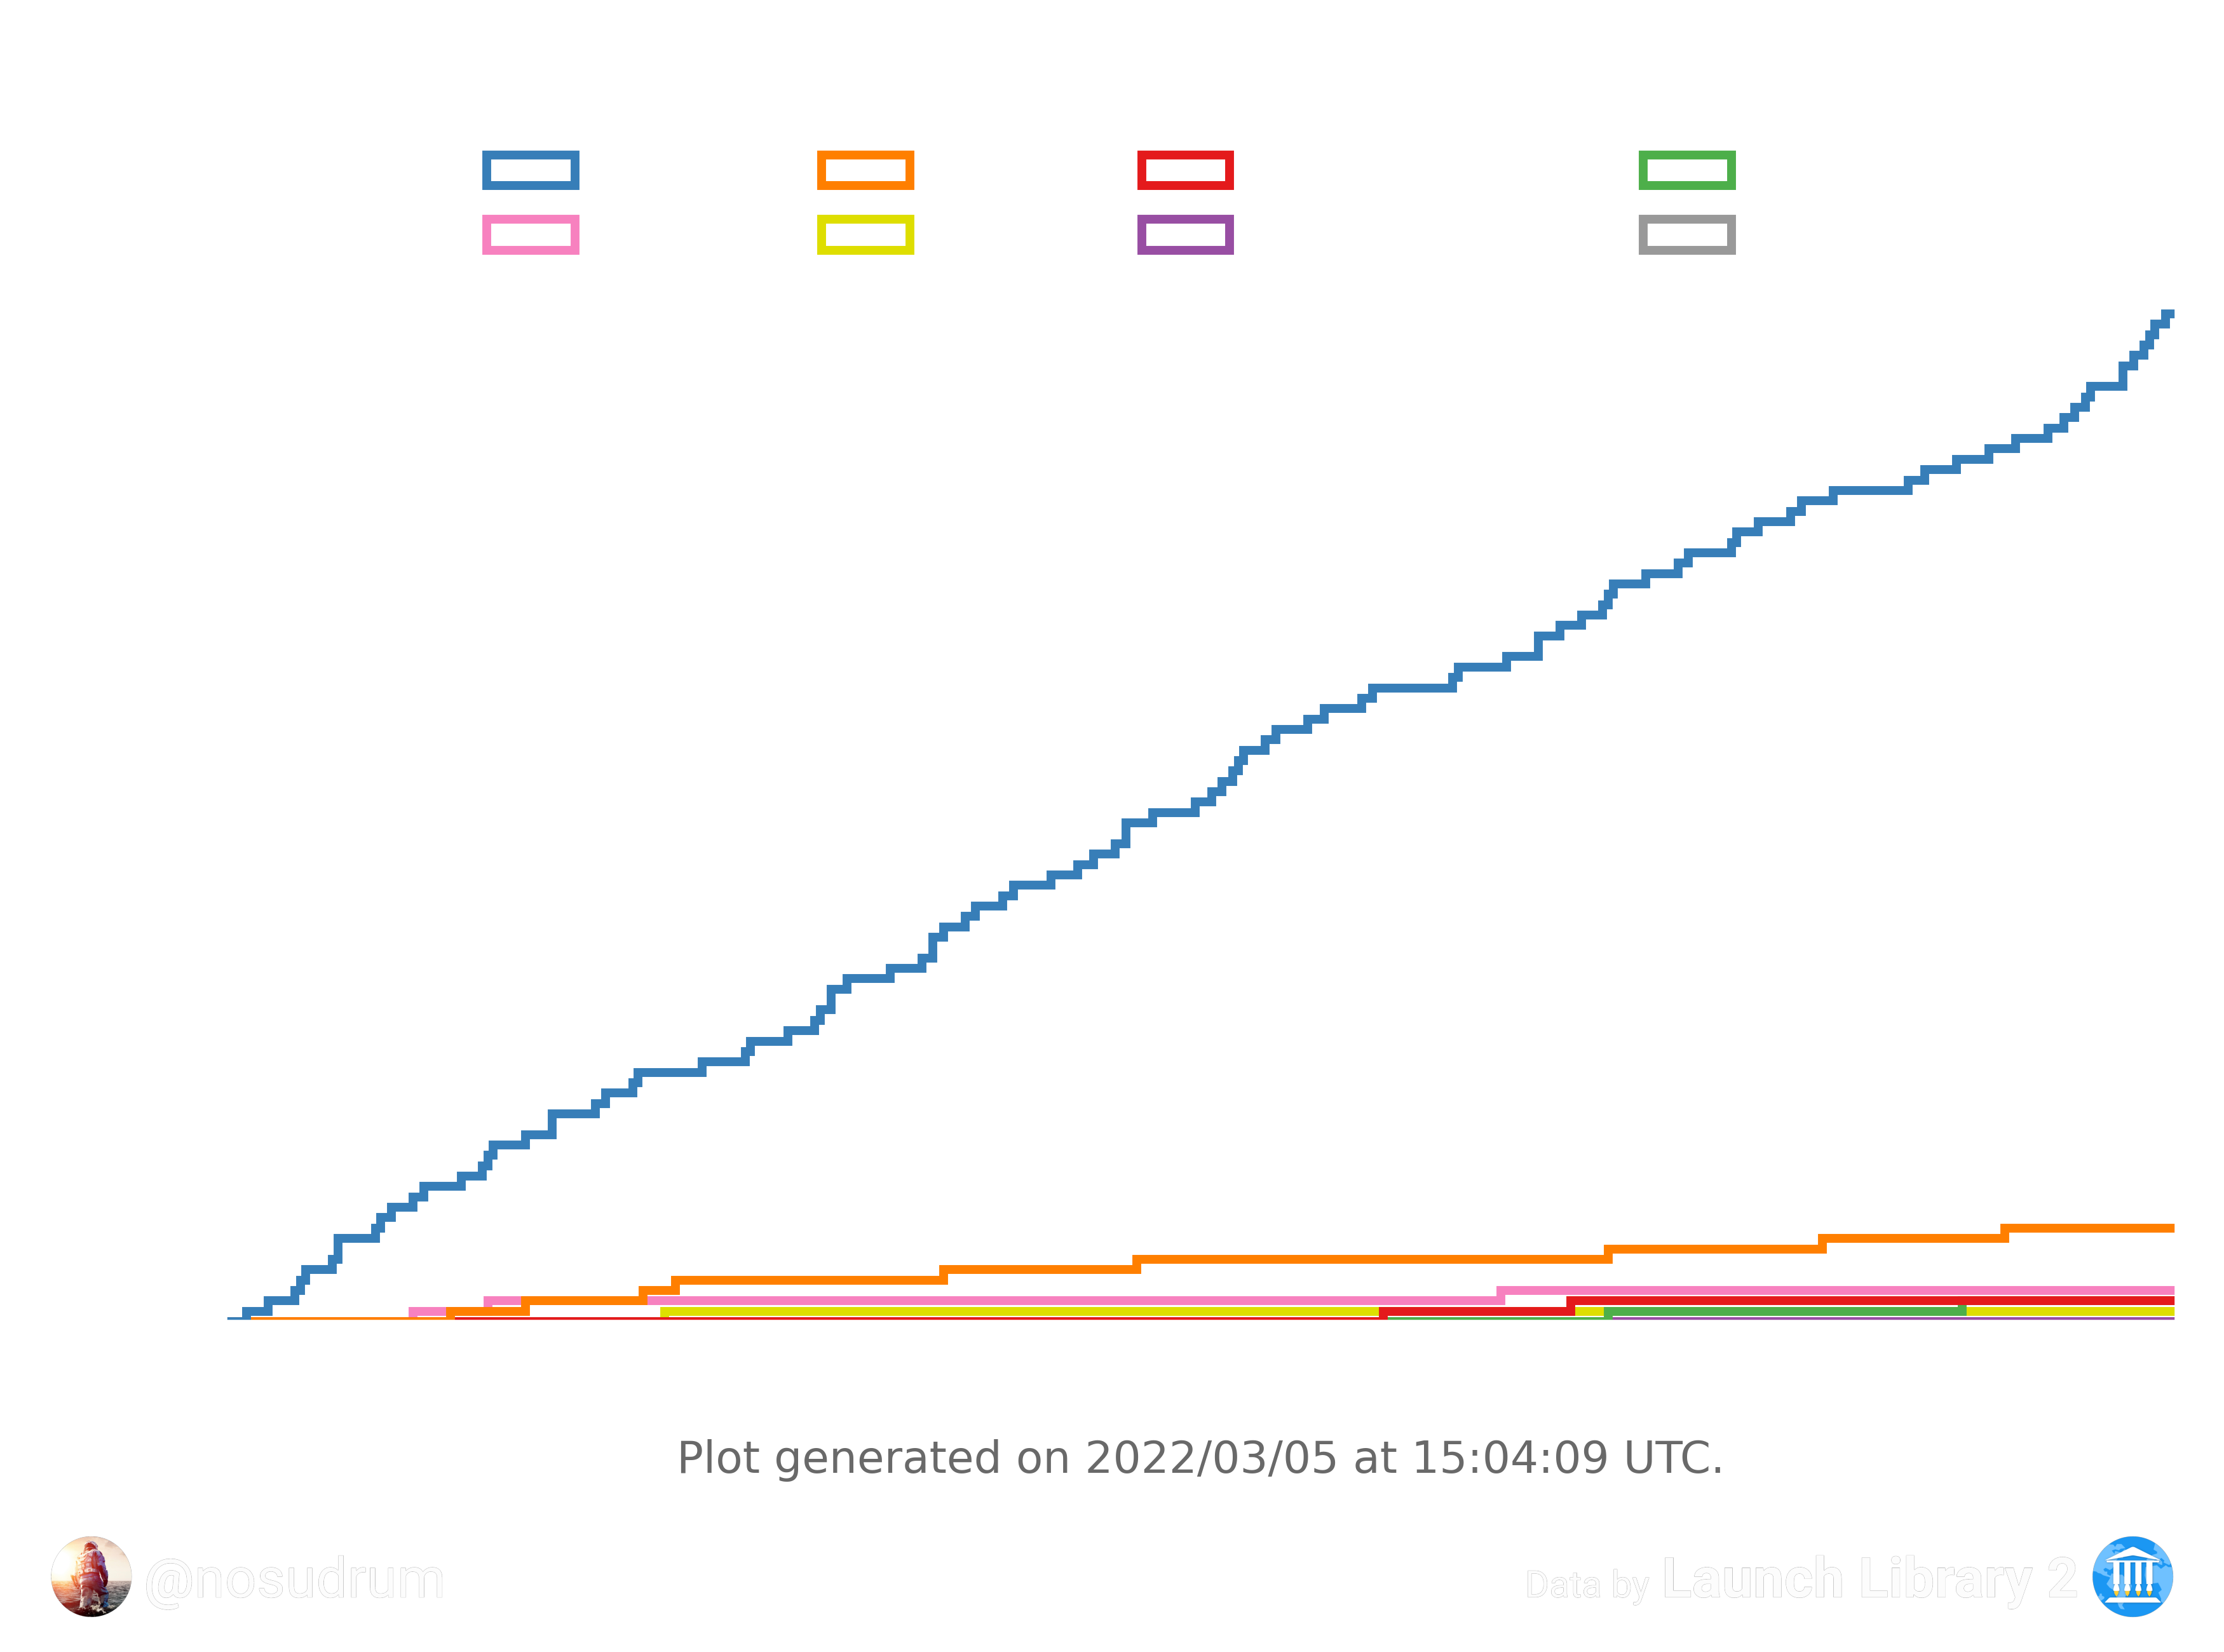 Plot generated on 2022/03/05 at 15:04:09 UTC.
@nosudrum
Data by Launch Library 2